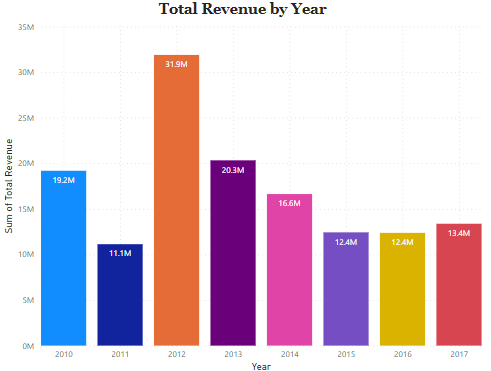 Total Revenue by Year
Sum of Total Revenue
35M
30M
25M
20M
15M
10M
5M
0M
19.2M
11.1M
31.9M
20.3M
16.6M
12.4M
12.4M
13.4M
2010 2011 2012 2013 2014 2015 2016 2017
Year